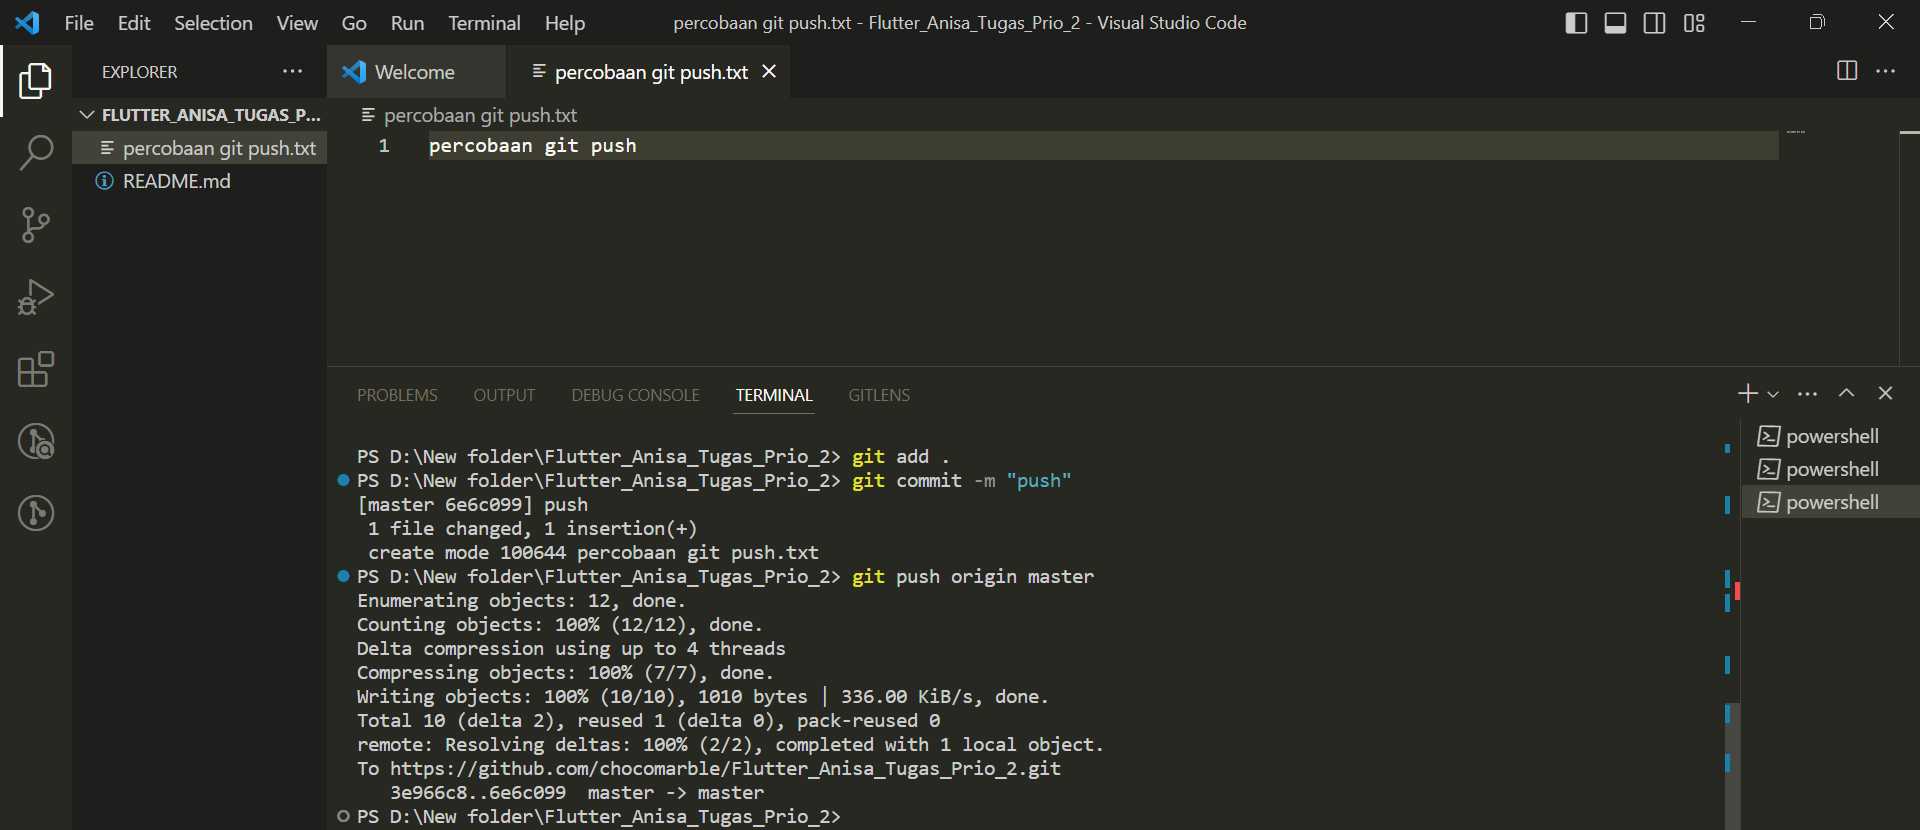 File Edit Selection View Go Run Terminal Help percobaan git push.txt - Flutter_Anisa_Tugas_Prio_2 - Visual Studio Code
EXPLORER
FLUTTER_ANISA_TUGAS_P...
percobaan git push.txt
README.md
Welcome percobaan git push.txt
percobaan git push.txt
1 percobaan git push
PROBLEMS OUTPUT DEBUG CONSOLE TERMINAL GITLENS
PS D:\New folder\Flutter_Anisa_Tugas_Prio_2> git add .
PS D:\New folder\Flutter_Anisa_Tugas_Prio_2> git commit -m "push"
[master 6e6c099] push
1 file changed, 1 insertion(+)
create mode 100644 percobaan git push.txt
PS D:\New folder\Flutter_Anisa_Tugas_Prio_2> git push origin master
Enumerating objects: 12, done.
Counting objects: 100% (12/12), done.
Delta compression using up to 4 threads
Compressing objects: 100% (7/7), done.
Writing objects: 100% (10/10), 1010 bytes | 336.00 KiB/s, done.
Total 10 (delta 2), reused 1 (delta 0), pack-reused 0
remote: Resolving deltas: 100% (2/2), completed with 1 local object.
To https://github.com/chocomarble/Flutter_Anisa_Tugas_Prio_2.git
3e966c8..6e6c099 master -> master
PS D:\New folder\Flutter_Anisa_Tugas_Prio_2>
powershell
powershell
powershell